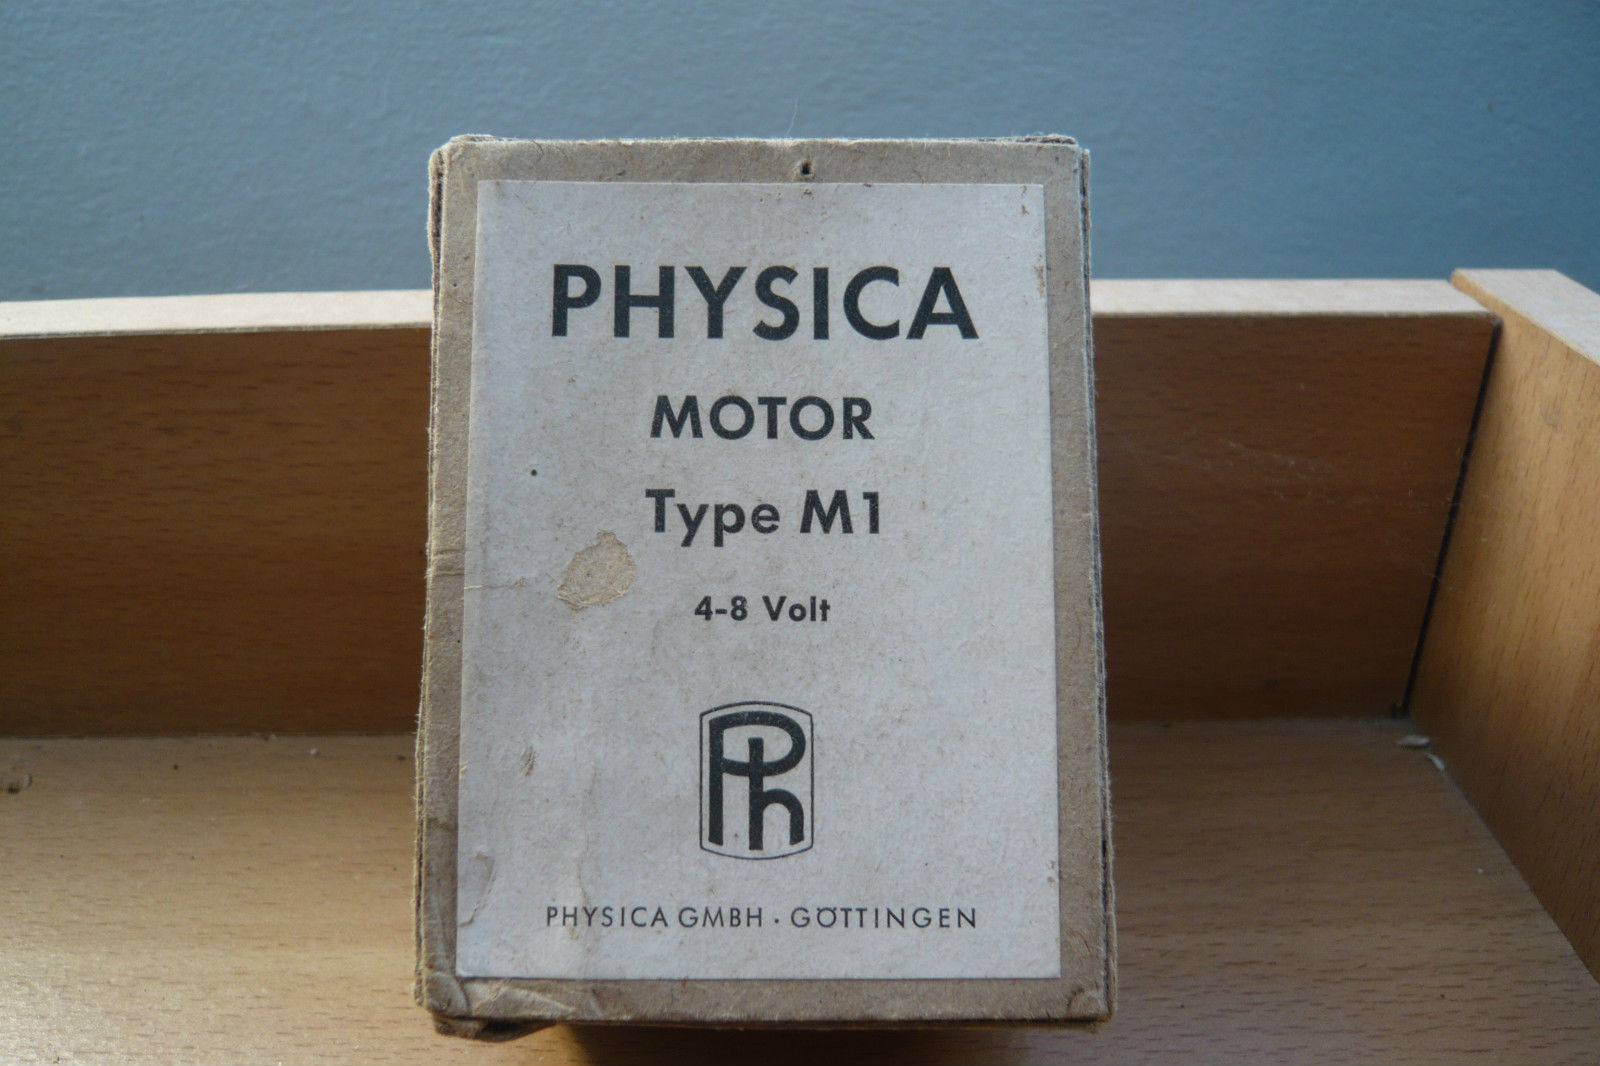 PHYSICA
MOTOR
Type M1
4-8 Volt
Ph
PHYSICA GMBH · GÖTTINGEN